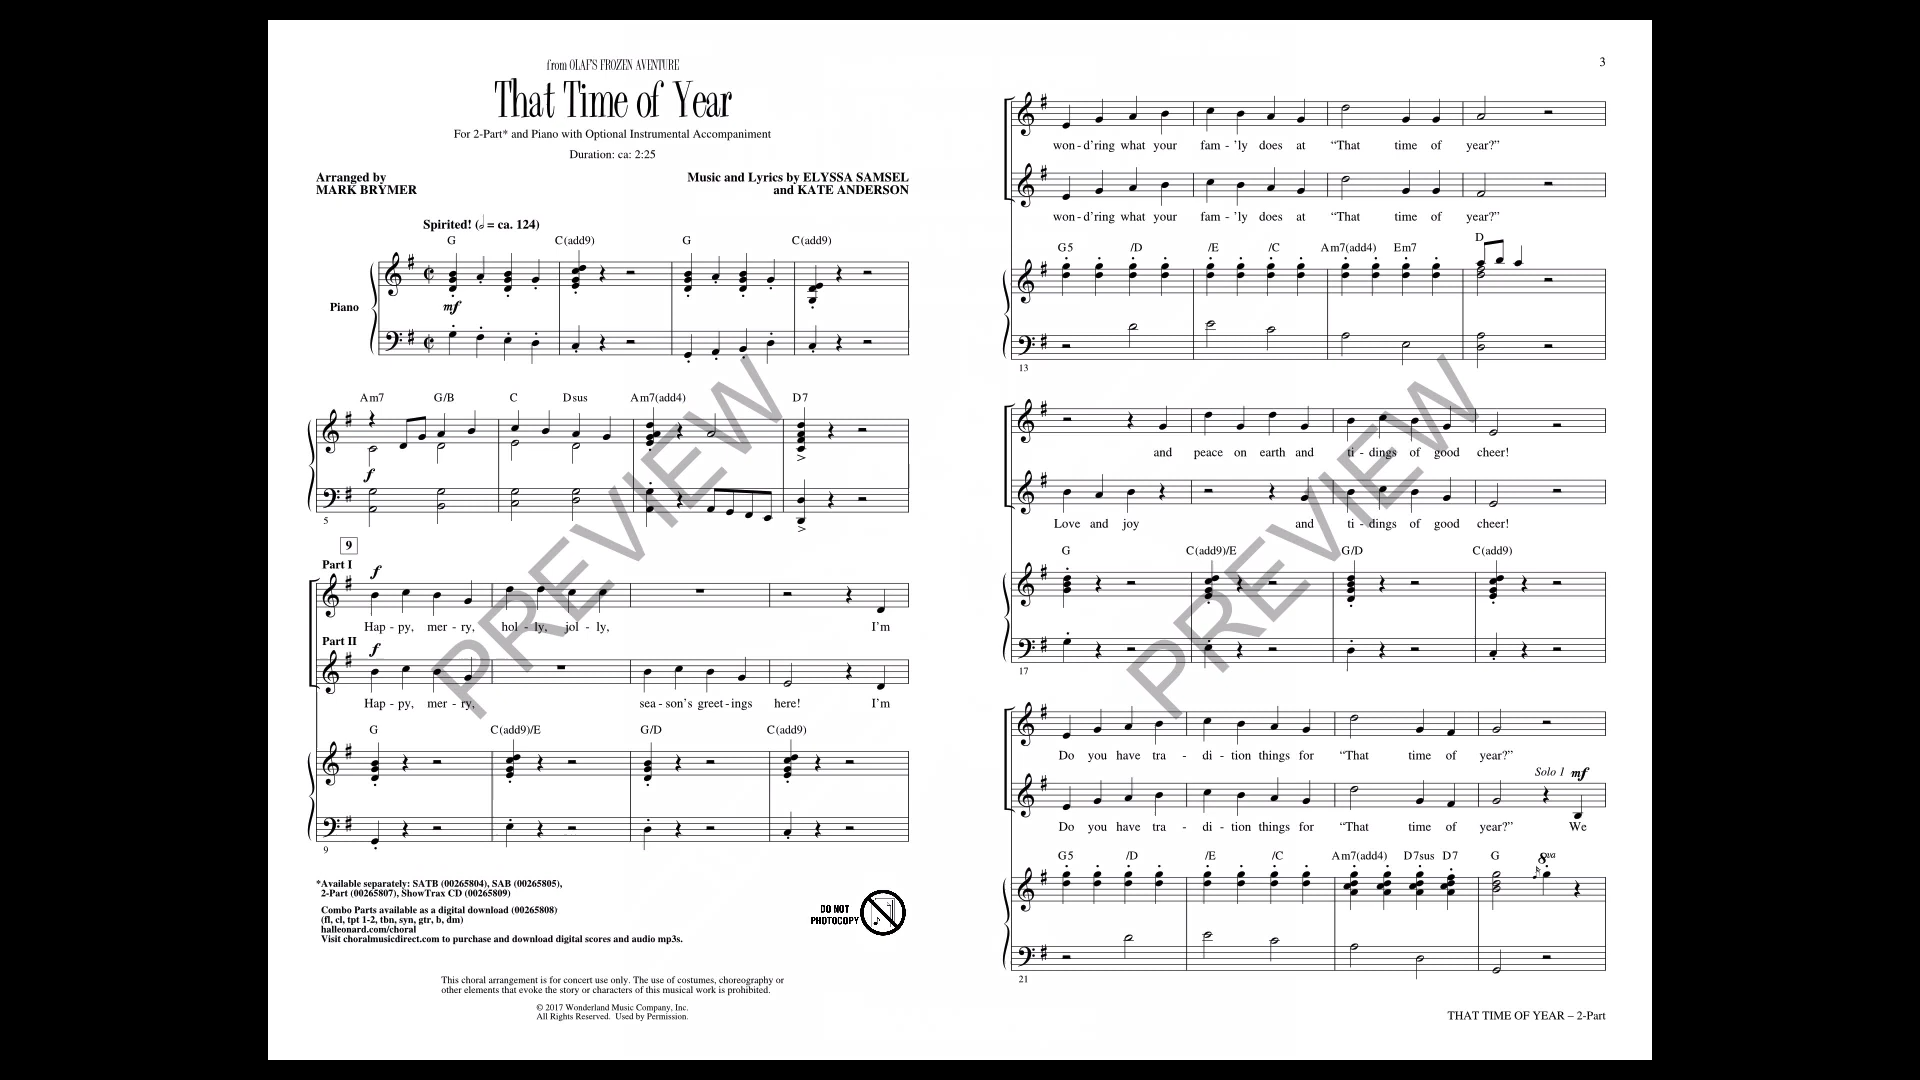 from OLAF'S FROZEN AVENTURE
That Time of Year
For 2-Part* and Piano with Optional Instrumental Accompaniment
Duration: ca: 2:25
Arranged by
MARK BRYMER
Music and Lyrics by ELYSSA SAMSEL
and KATE ANDERSON
Spirited! (𝅗𝅥 = ca. 124)
G C(add9) G C(add9)
Piano
mf
Am7 G/B C Dsus Am7(add4) D7
f
5
9
Part I
f
Hap - py, mer - ry, hol - ly, jol - ly, I'm
Part II
f
Hap - py, mer - ry, sea - son's greet - ings here! I'm
G C(add9)/E G/D C(add9)
9
*Available separately: SATB (00265804), SAB (00265805),
2-Part (00265807), ShowTrax CD (00265809)
Combo Parts available as a digital download (00265808)
(fl, cl, tpt 1-2, tbn, syn, gtr, b, dm)
halleonard.com/choral
Visit choralmusicdirect.com to purchase and download digital scores and audio mp3s.
DO NOT
PHOTOCOPY
This choral arrangement is for concert use only. The use of costumes, choreography or
other elements that evoke the story or characters of this musical work is prohibited.
© 2017 Wonderland Music Company, Inc.
All Rights Reserved. Used by Permission.
PREVIEW
3
won - d'ring what your fam - 'ly does at “That time of year?”
won - d'ring what your fam - 'ly does at “That time of year?”
G5 /D /E /C Am7(add4) Em7 D
13
and peace on earth and ti - dings of good cheer!
Love and joy and ti - dings of good cheer!
G C(add9)/E G/D C(add9)
17
Do you have tra - di - tion things for “That time of year?”
Solo 1 mf
Do you have tra - di - tion things for “That time of year?” We
G5 /D /E /C Am7(add4) D7sus D7 G 8va
21
THAT TIME OF YEAR – 2-Part
PREVIEW